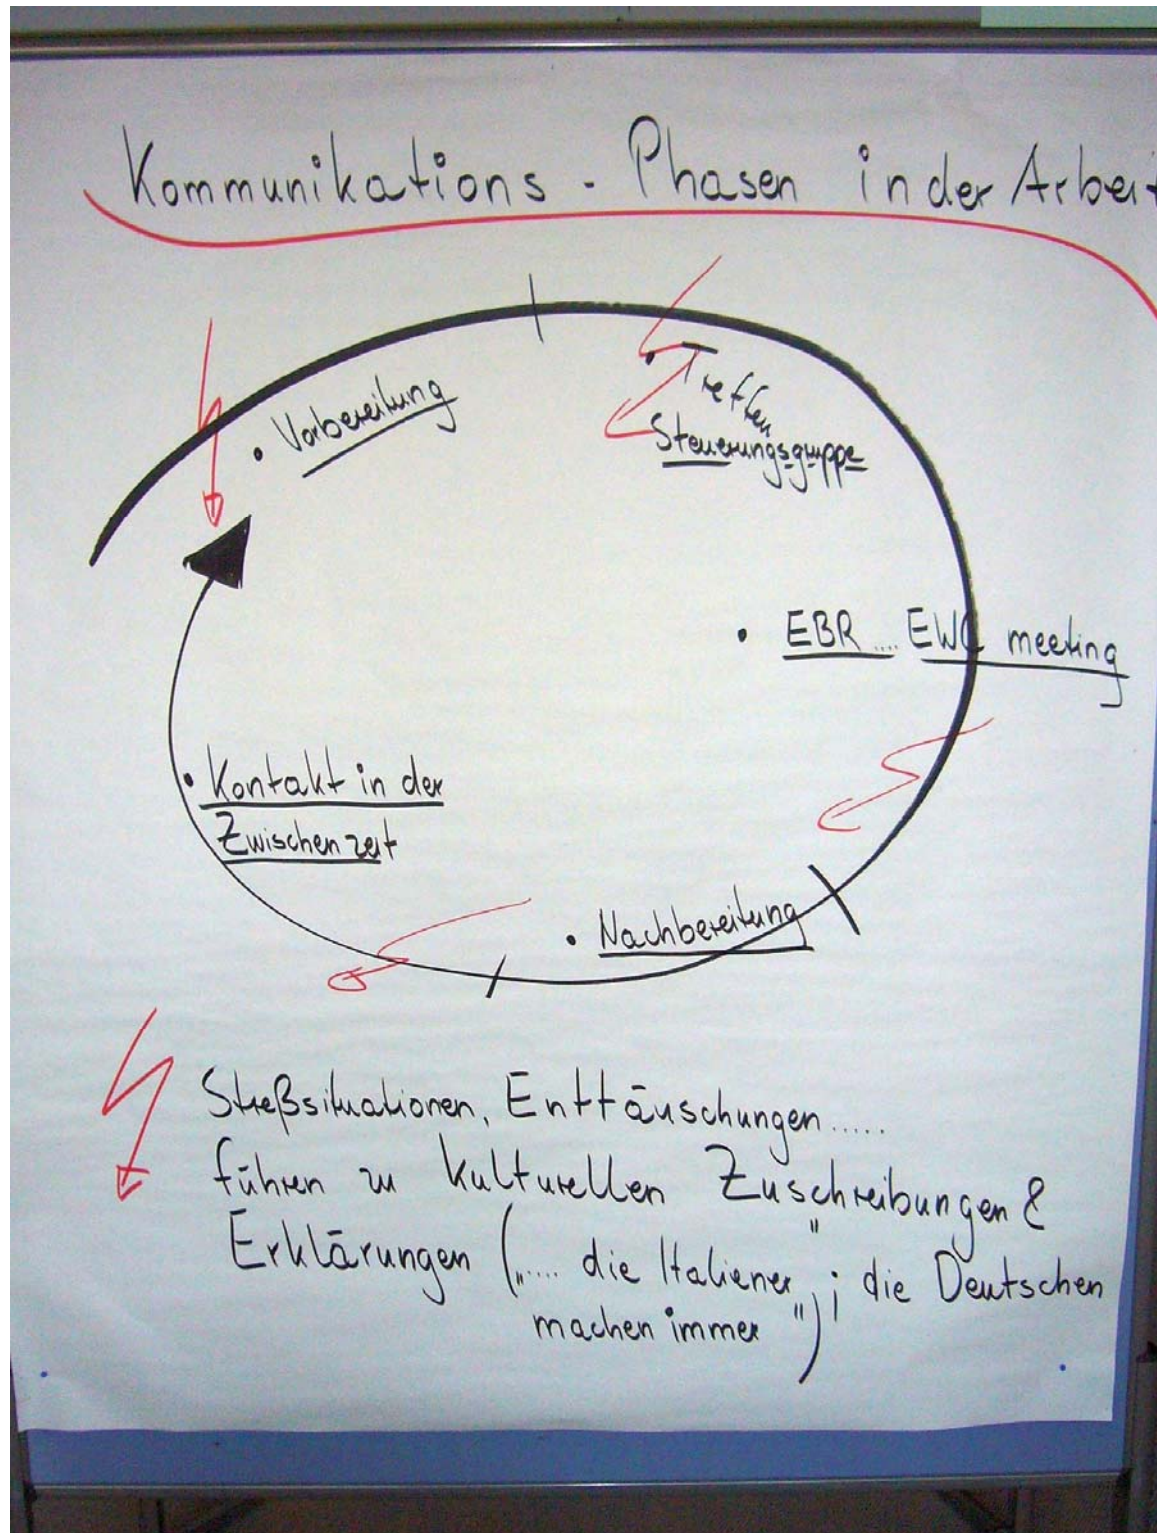 Kommunikations - Phasen in der Arbeit
• Vorbereitung
• Treffen
Steuerungsgruppe
• EBR .... EWC meeting
• Kontakt in der
Zwischenzeit
• Nachbereitung
Streßsituationen, Enttäuschungen.....
führen zu kulturellen Zuschreibungen &
Erklärungen („.... die Italiener"; die Deutschen
machen immer")